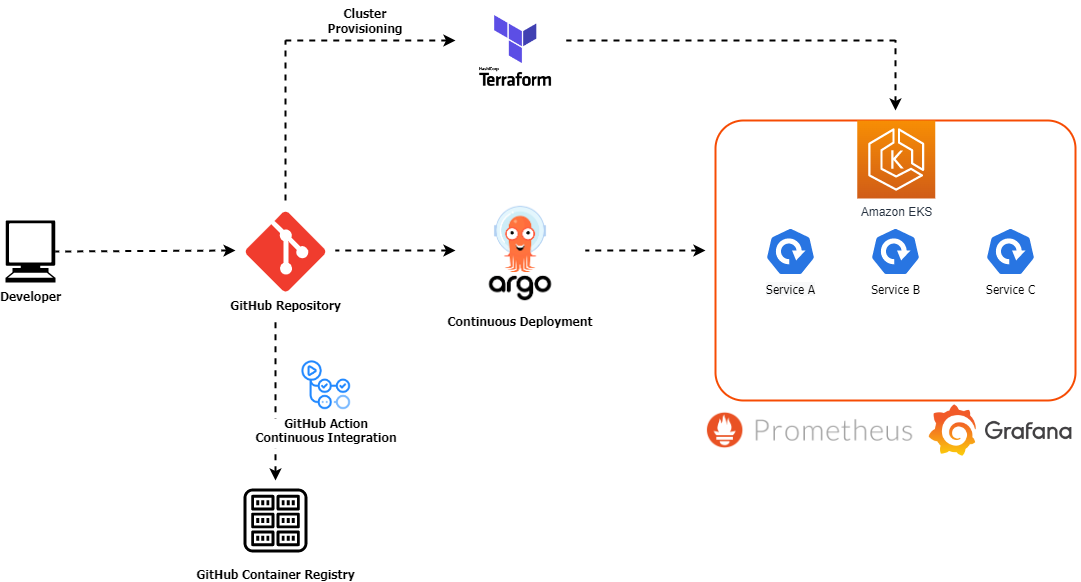 Cluster
Provisioning
HashiCorp
Terraform
Amazon EKS
Developer
GitHub Repository
argo
Continuous Deployment
Service A
Service B
Service C
GitHub Action
Continuous Integration
Prometheus
Grafana
GitHub Container Registry